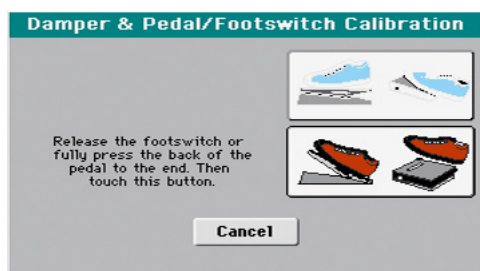 Damper & Pedal/Footswitch Calibration
Release the footswitch or
fully press the back of the
pedal to the end. Then
touch this button.
Cancel